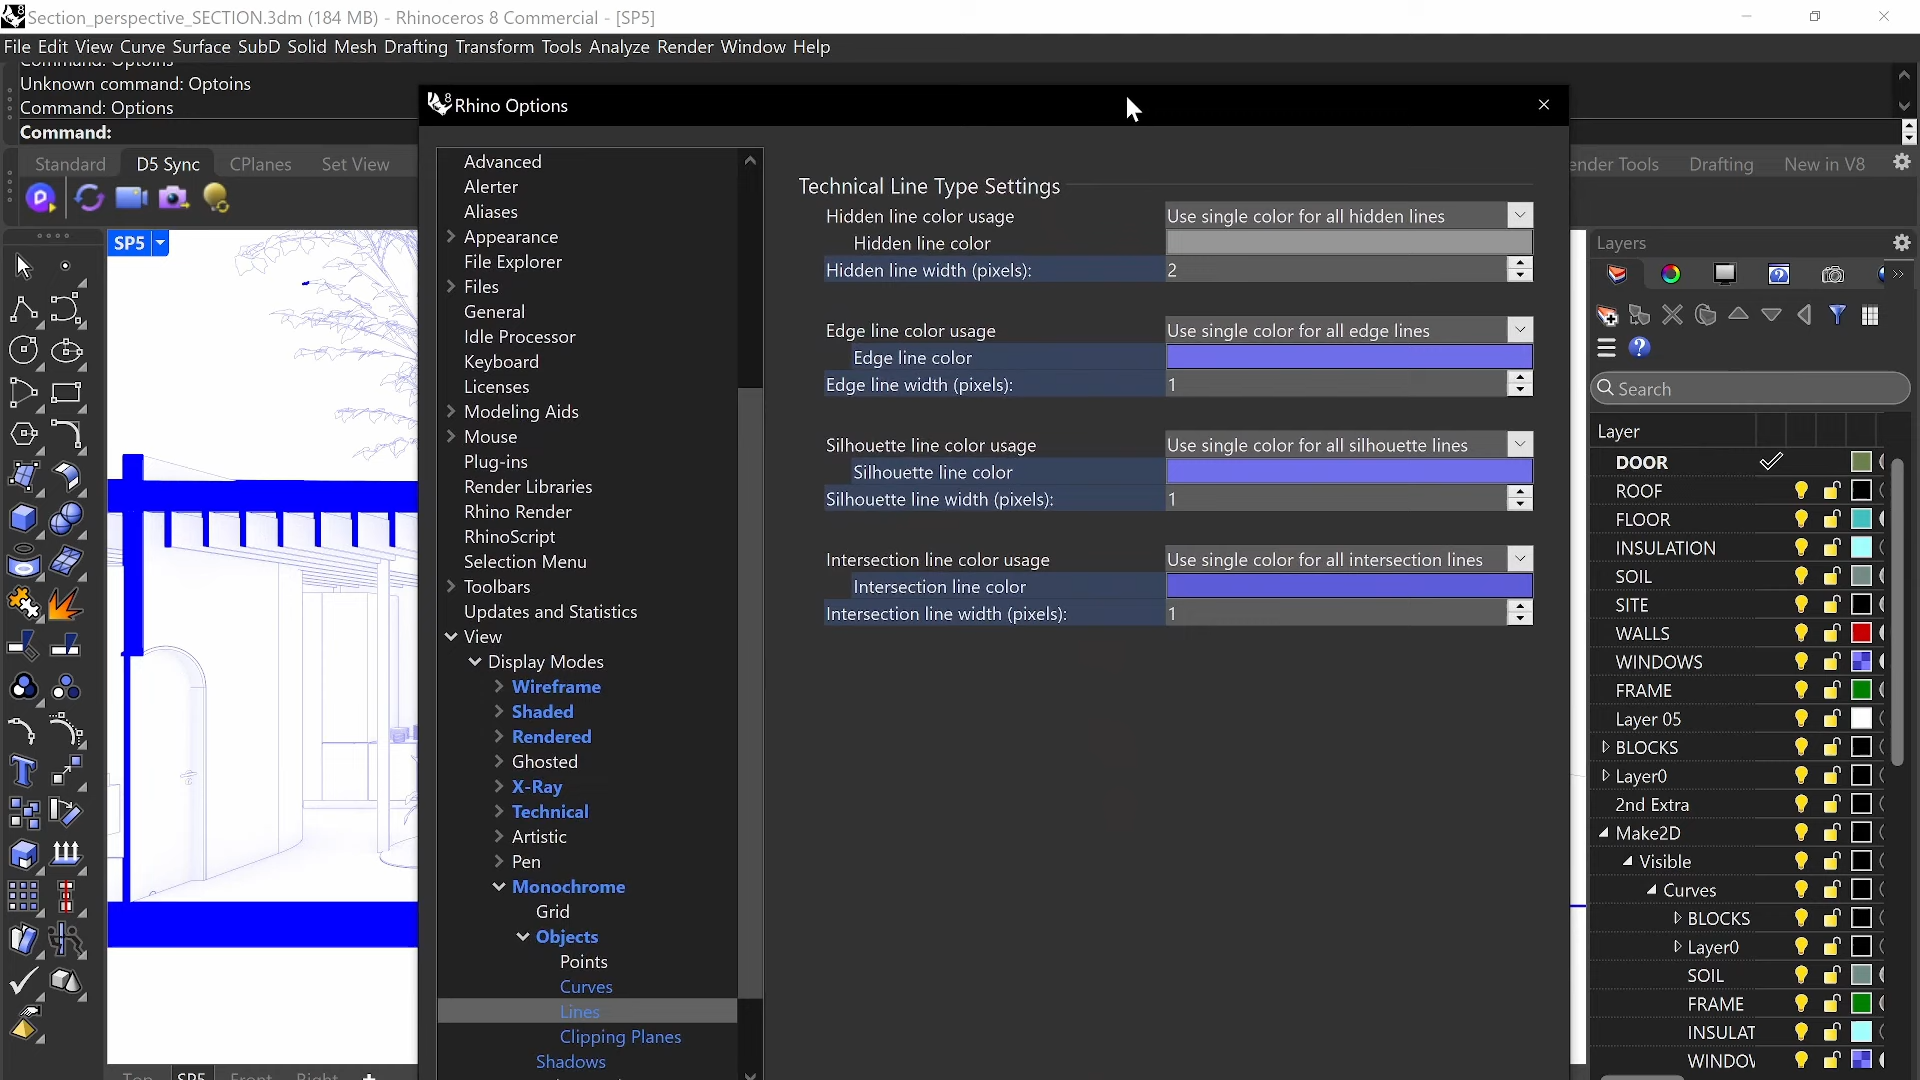 Section_perspective_SECTION.3dm (184 MB) - Rhinoceros 8 Commercial - [SP5]
File Edit View Curve Surface SubD Solid Mesh Drafting Transform Tools Analyze Render Window Help
Command: Optoins
Unknown command: Optoins
Command: Options
Command:
Standard D5 Sync CPlanes Set View
ender Tools Drafting New in V8
Rhino Options
SP5
Advanced
Alerter
Aliases
Appearance
File Explorer
Files
General
Idle Processor
Keyboard
Licenses
Modeling Aids
Mouse
Plug-ins
Render Libraries
Rhino Render
RhinoScript
Selection Menu
Toolbars
Updates and Statistics
View
Display Modes
Wireframe
Shaded
Rendered
Ghosted
X-Ray
Technical
Artistic
Pen
Monochrome
Grid
Objects
Points
Curves
Lines
Clipping Planes
Shadows
Technical Line Type Settings
Hidden line color usage Use single color for all hidden lines
Hidden line color
Hidden line width (pixels): 2
Edge line color usage Use single color for all edge lines
Edge line color
Edge line width (pixels): 1
Silhouette line color usage Use single color for all silhouette lines
Silhouette line color
Silhouette line width (pixels): 1
Intersection line color usage Use single color for all intersection lines
Intersection line color
Intersection line width (pixels): 1
Layers
Search
Layer
DOOR
ROOF
FLOOR
INSULATION
SOIL
SITE
WALLS
WINDOWS
FRAME
Layer 05
BLOCKS
Layer0
2nd Extra
Make2D
Visible
Curves
BLOCKS
Layer0
SOIL
FRAME
INSULAT
WINDOV
Top SP5 Front Right